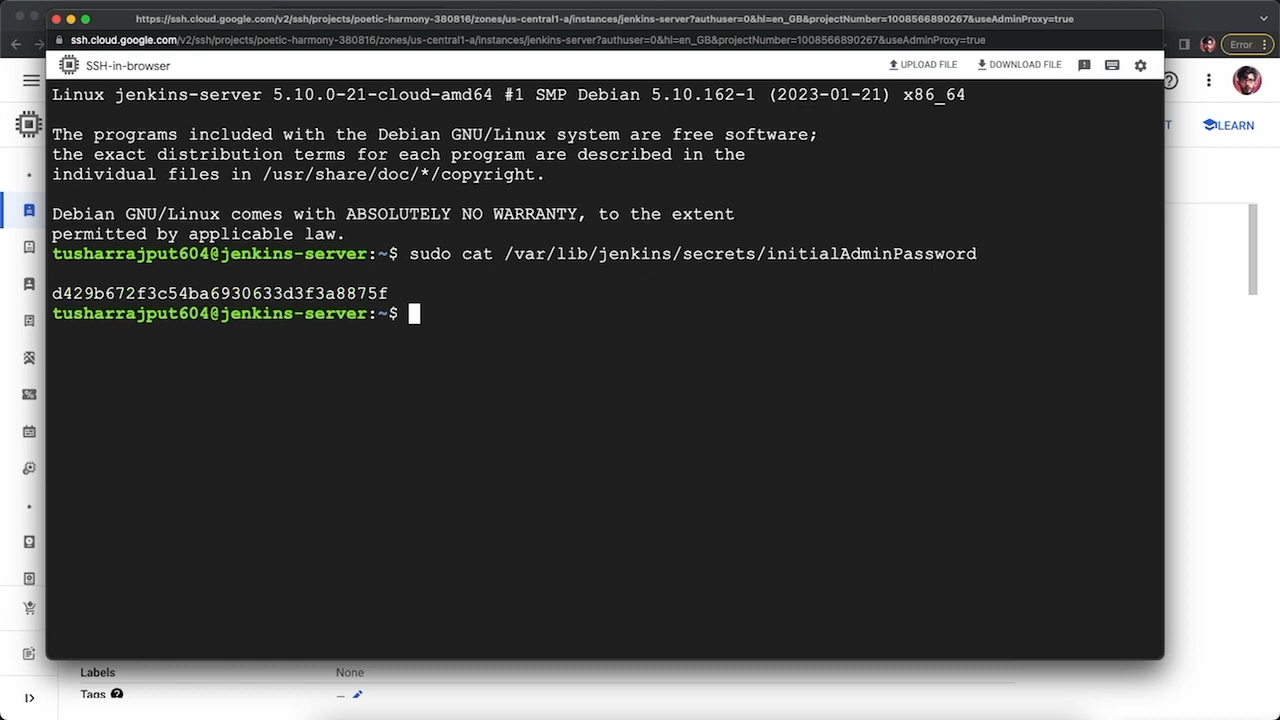 https://ssh.cloud.google.com/v2/ssh/projects/poetic-harmony-380816/zones/us-central1-a/instances/jenkins-server?authuser=0&hl=en_GB&projectNumber=1008566890267&useAdminProxy=true
ssh.cloud.google.com/v2/ssh/projects/poetic-harmony-380816/zones/us-central1-a/instances/jenkins-server?authuser=0&hl=en_GB&projectNumber=1008566890267&useAdminProxy=true
Error
SSH-in-browser
UPLOAD FILE
DOWNLOAD FILE
Linux jenkins-server 5.10.0-21-cloud-amd64 #1 SMP Debian 5.10.162-1 (2023-01-21) x86_64
T
LEARN
The programs included with the Debian GNU/Linux system are free software;
the exact distribution terms for each program are described in the
individual files in /usr/share/doc/*/copyright.
Debian GNU/Linux comes with ABSOLUTELY NO WARRANTY, to the extent
permitted by applicable law.
tusharrajput604@jenkins-server:~$ sudo cat /var/lib/jenkins/secrets/initialAdminPassword
d429b672f3c54ba6930633d3f3a8875f
tusharrajput604@jenkins-server:~$
Labels
None
Tags
—